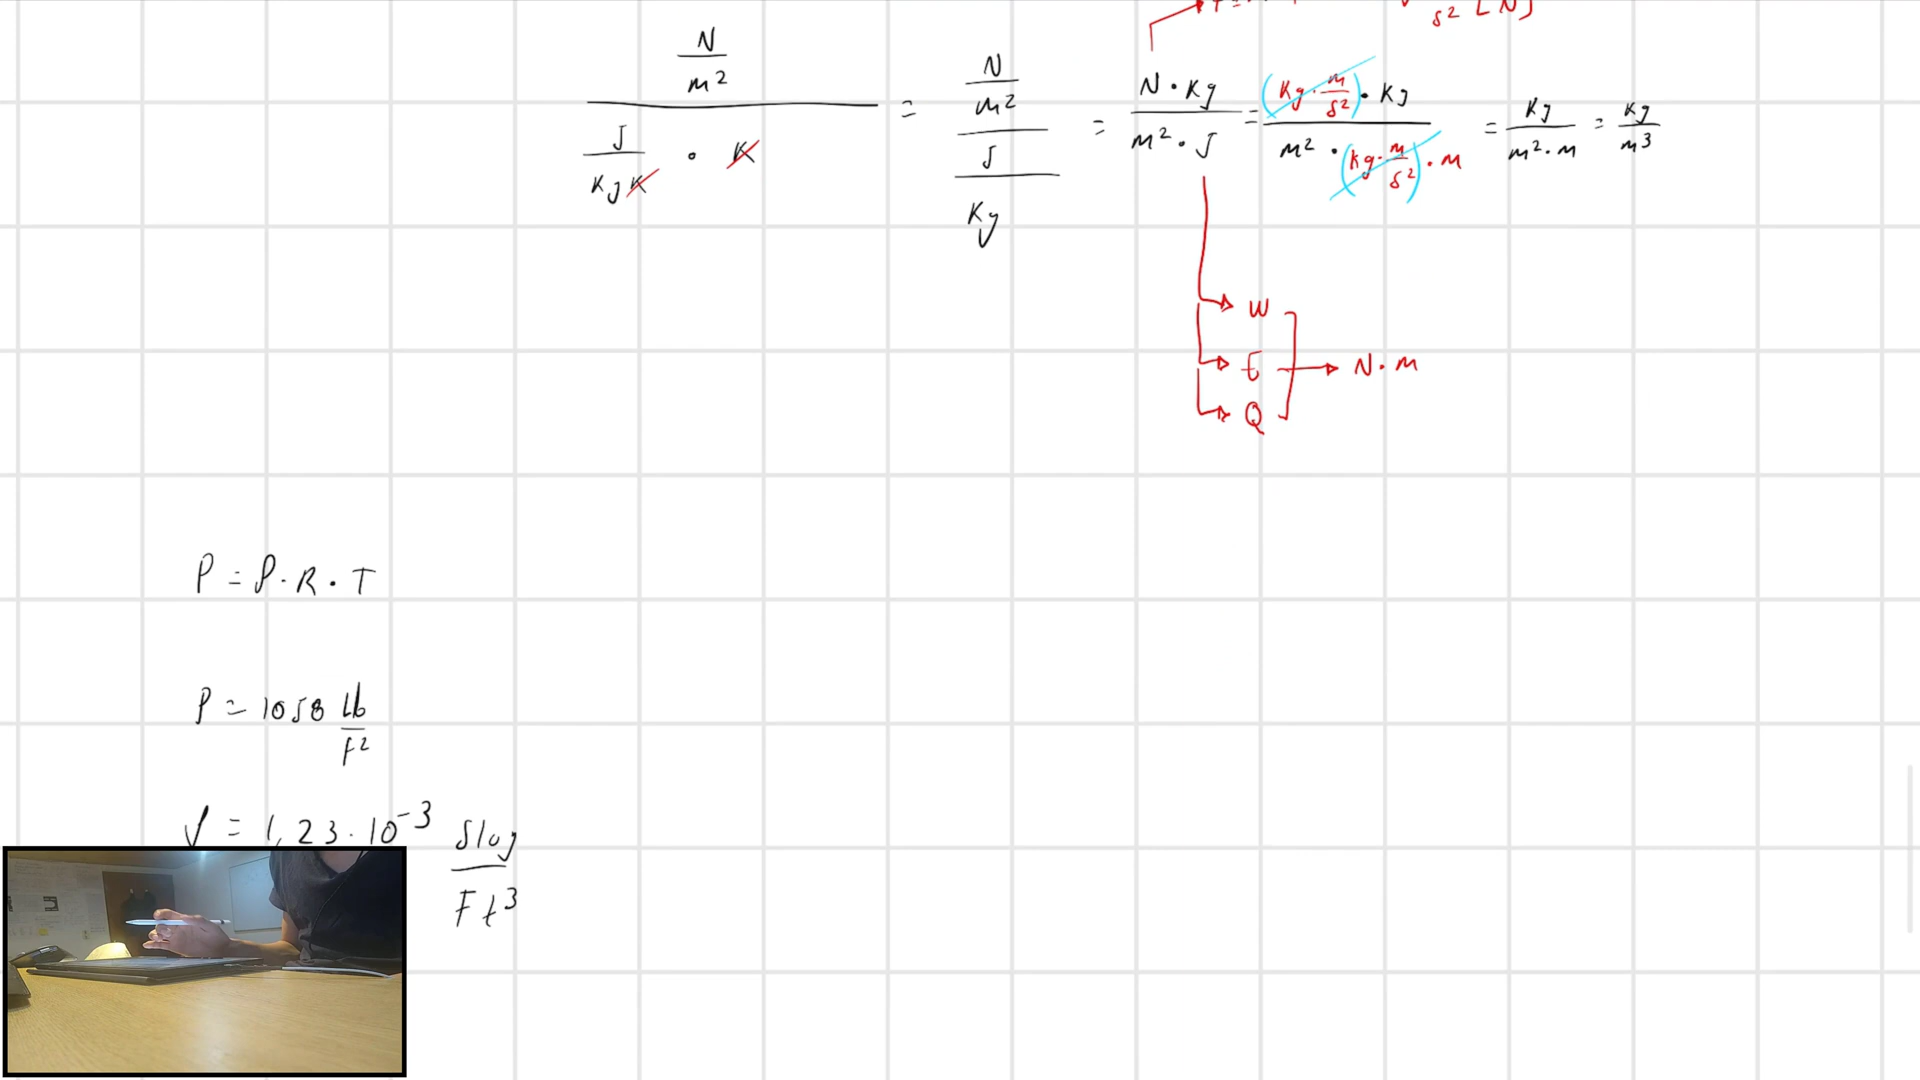 s² [N]
N/m² / (J/KgK · K) = N/m² / J / Kg = N·Kg / m²·J = (Kg·m/s²)·Kg / m²·(Kg·m/s²)·m = Kg / m²·m = Kg / m³
W
E → N·m
Q
P = ρ·R·T
P = 1058 Lb/F²
ρ = 1,23·10⁻³ Slug/Ft³